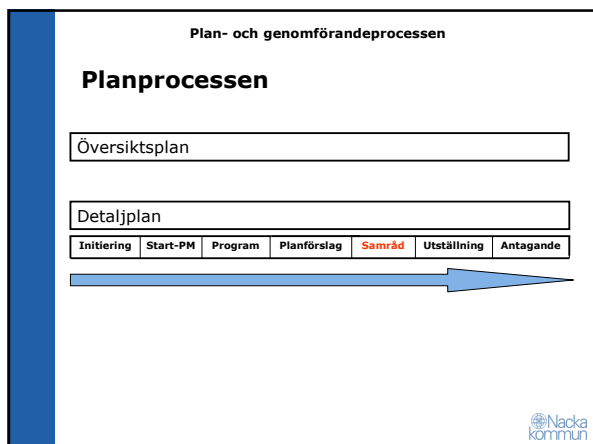 Plan- och genomförandeprocessen
Planprocessen
Översiktsplan
Detaljplan
Initiering Start-PM Program Planförslag Samråd Utställning Antagande
Nacka
kommun